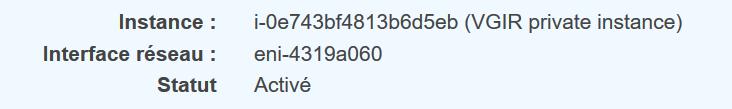 Instance : i-0e743bf4813b6d5eb (VGIR private instance)
Interface réseau : eni-4319a060
Statut Activé